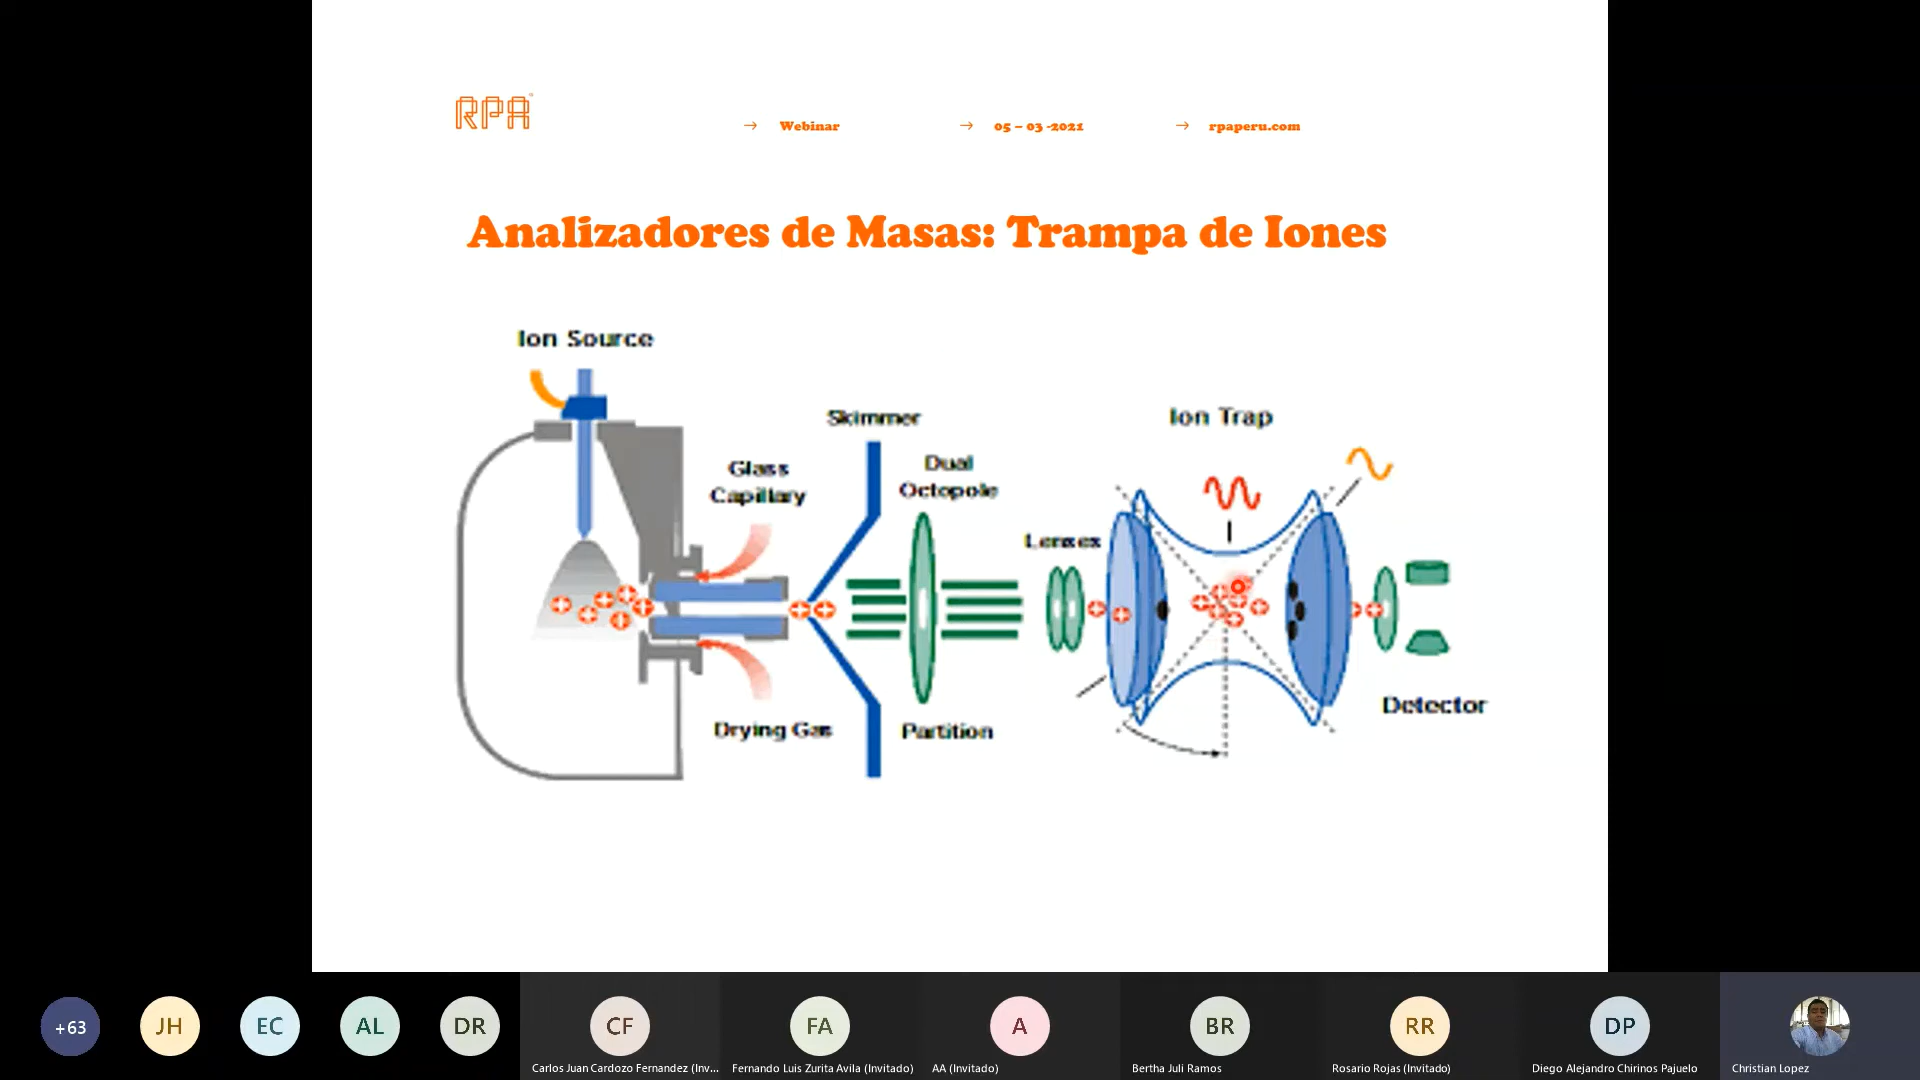 RPA
→ Webinar → 05 – 03 -2021 → rpaperu.com
Analizadores de Masas: Trampa de Iones
Ion Source
Skimmer
Ion Trap
Glass
Capillary
Dual
Octopole
Lenses
Drying Gas
Partition
Detector
+63
JH
EC
AL
DR
CF
FA
A
BR
RR
DP
Carlos Juan Cardozo Fernandez (Inv...
Fernando Luis Zurita Avila (Invitado)
AA (Invitado)
Bertha Juli Ramos
Rosario Rojas (Invitado)
Diego Alejandro Chirinos Pajuelo
Christian Lopez